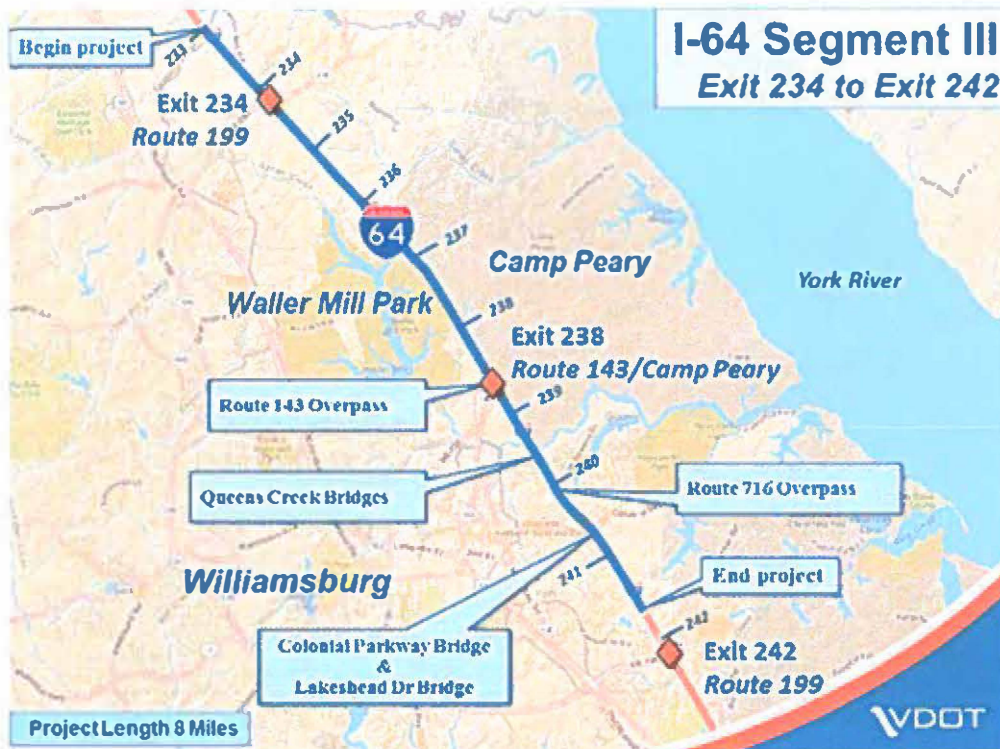 I-64 Segment III
Exit 234 to Exit 242
Begin project
233
234
Exit 234
Route 199
235
236
INTERSTATE
64
237
Camp Peary
York River
Waller Mill Park
238
Exit 238
Route 143/Camp Peary
Route 143 Overpass
239
Queens Creek Bridges
240
Route 716 Overpass
Williamsburg
241
End project
Colonial Parkway Bridge
&
Lakeshead Dr Bridge
242
Exit 242
Route 199
Project Length 8 Miles
VDOT